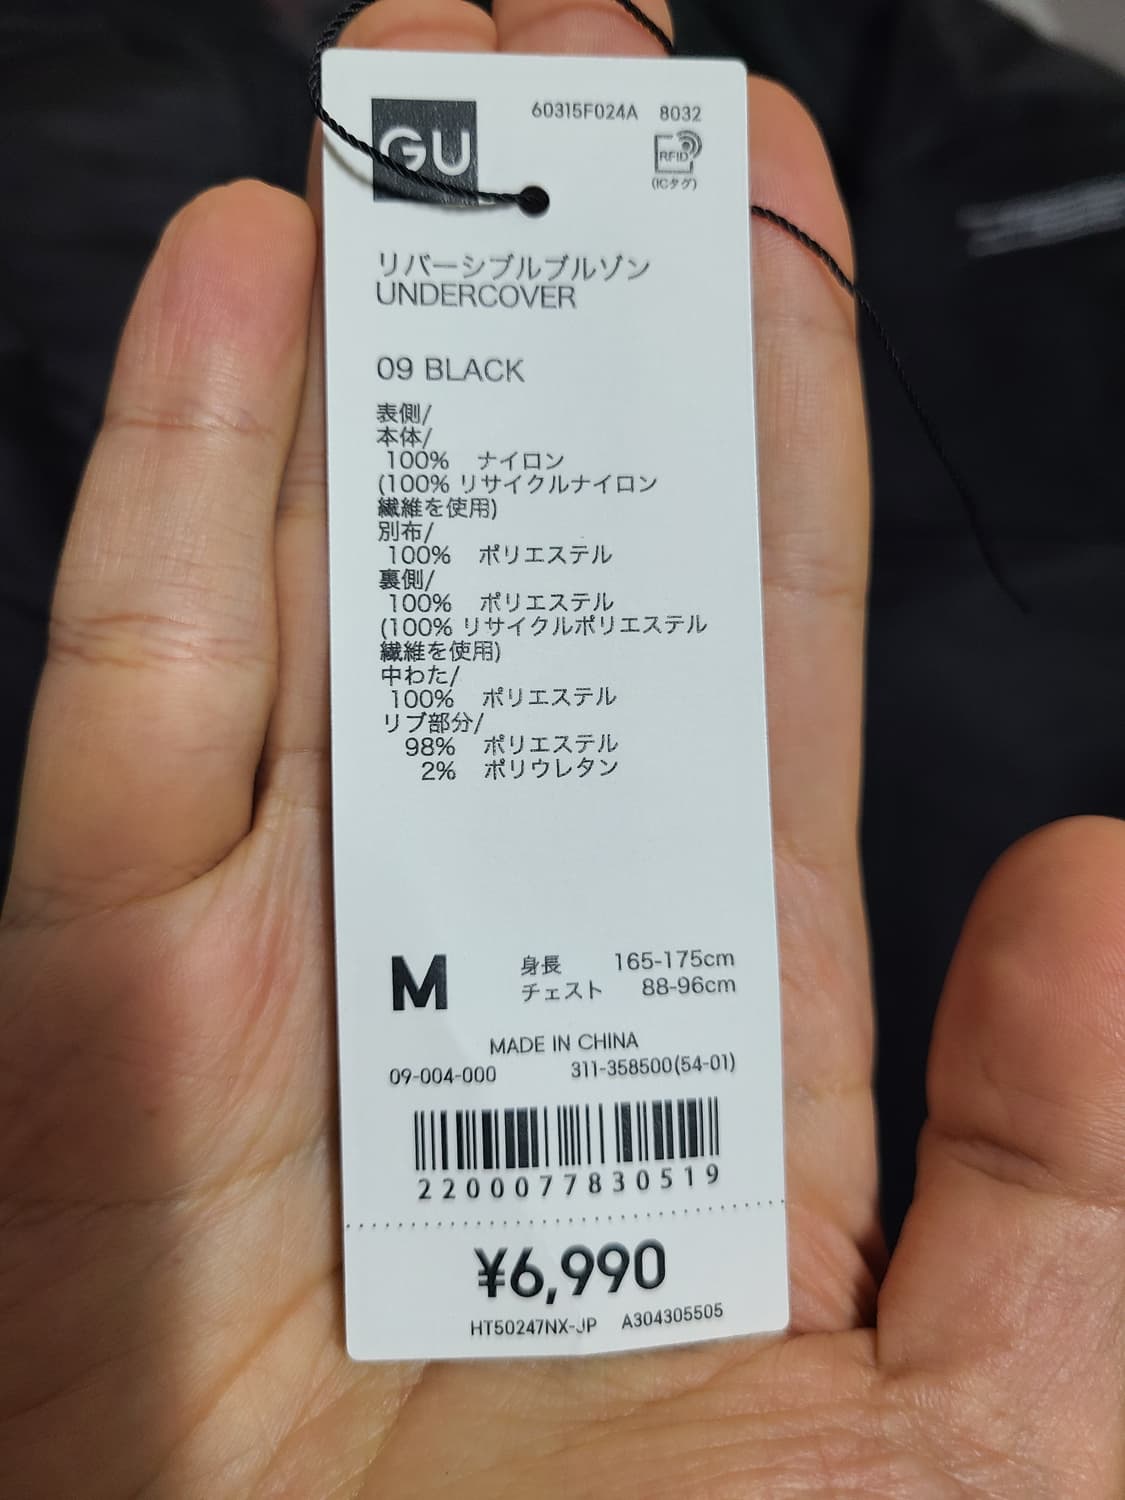 GU
60315F024A 8032
RFID
(ICタグ)
リバーシブルブルゾン
UNDERCOVER
09 BLACK
表側/
本体/
100% ナイロン
(100% リサイクルナイロン
繊維を使用)
別布/
100% ポリエステル
裏側/
100% ポリエステル
(100% リサイクルポリエステル
繊維を使用)
中わた/
100% ポリエステル
リブ部分/
98% ポリエステル
2% ポリウレタン
M 身長 165-175cm
チェスト 88-96cm
MADE IN CHINA
09-004-000 311-358500(54-01)
2200077830519
¥6,990
HT50247NX-JP A304305505